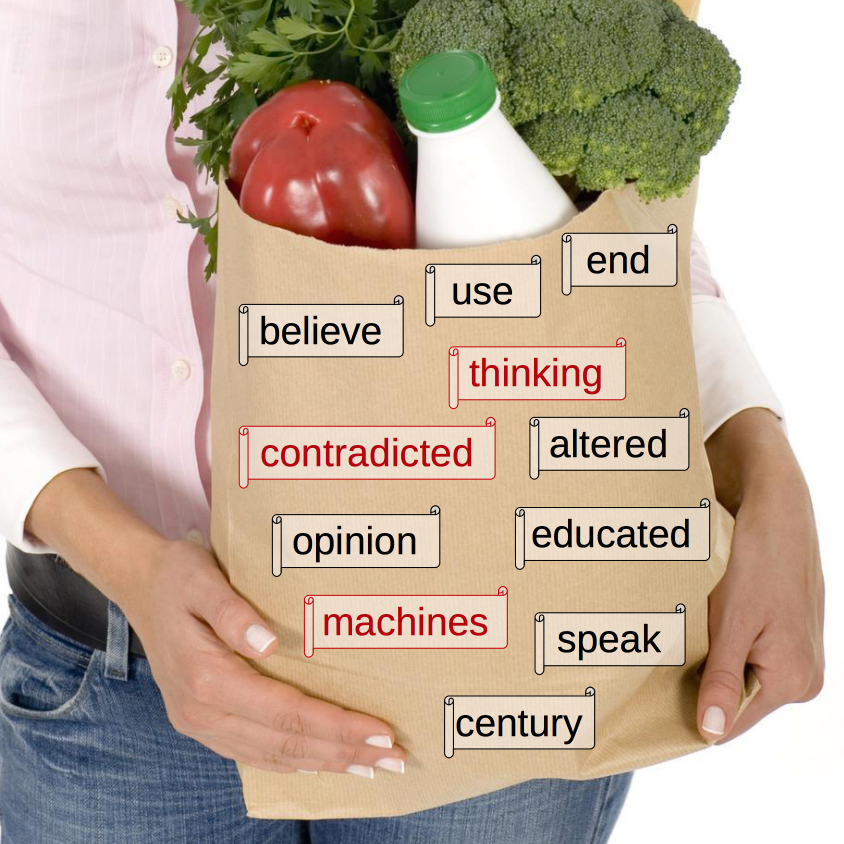 end
use
believe
thinking
contradicted
altered
opinion
educated
machines
speak
century